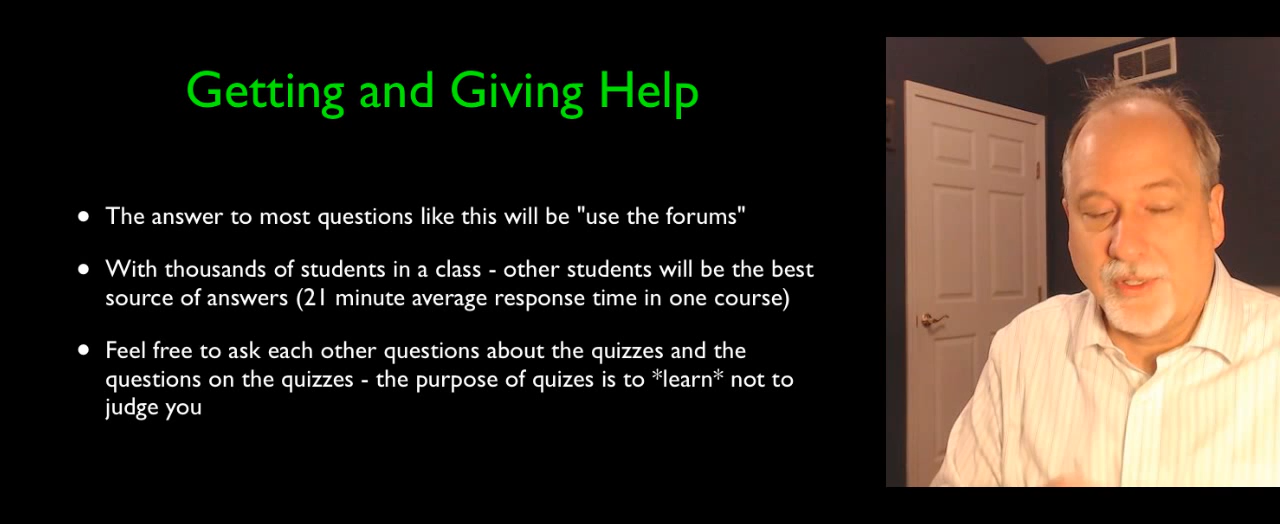 Getting and Giving Help
● The answer to most questions like this will be "use the forums"
● With thousands of students in a class - other students will be the best
source of answers (21 minute average response time in one course)
● Feel free to ask each other questions about the quizzes and the
questions on the quizzes - the purpose of quizes is to *learn* not to
judge you